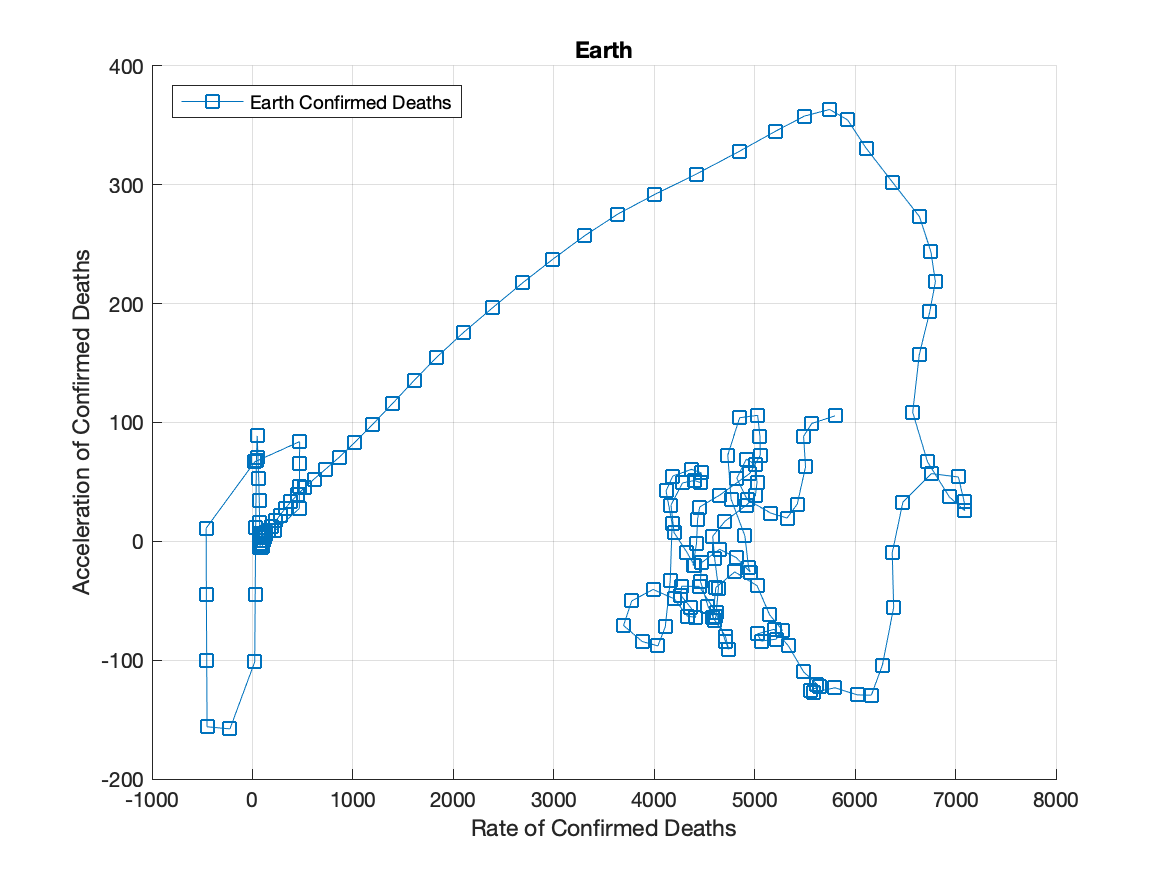 Earth
400
Earth Confirmed Deaths
300
200
100
0
-100
-200
Acceleration of Confirmed Deaths
-1000 0 1000 2000 3000 4000 5000 6000 7000 8000
Rate of Confirmed Deaths